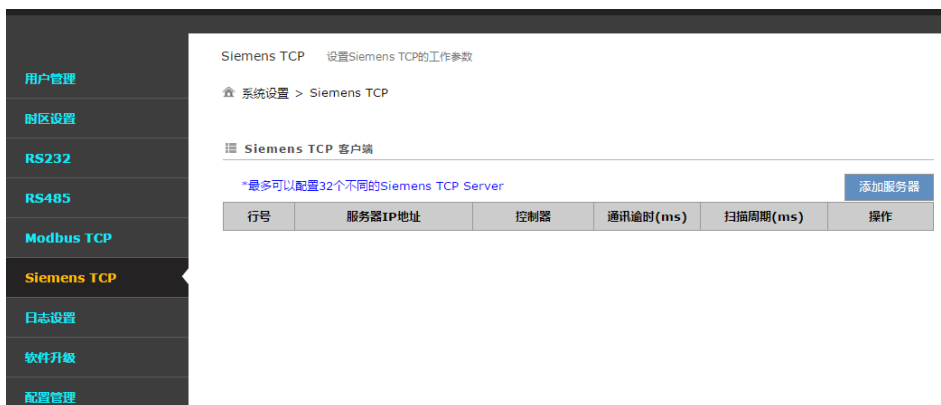 用户管理
时区设置
RS232
RS485
Modbus TCP
Siemens TCP
日志设置
软件升级
配置管理
Siemens TCP 设置Siemens TCP的工作参数
系统设置 > Siemens TCP
Siemens TCP 客户端
*最多可以配置32个不同的Siemens TCP Server
添加服务器
行号 服务器IP地址 控制器 通讯逾时(ms) 扫描周期(ms) 操作